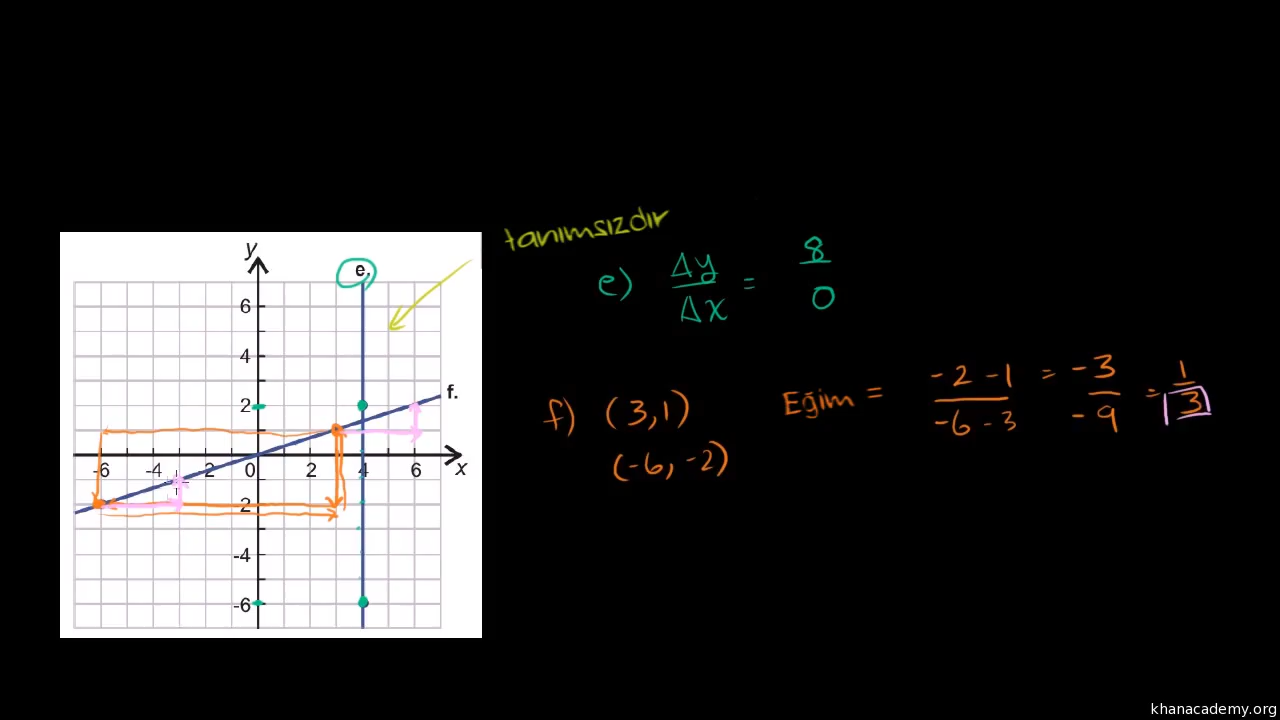 tanımsızdır
e) Δy/Δx = 8/0
f) (3,1) Eğim = -2-1/-6-3 = -3/-9 = 1/3
(-6,-2)
y
e.
6
4
2
f.
-6 -4 -2 0 2 4 6 x
2
-4
-6
khanacademy.org